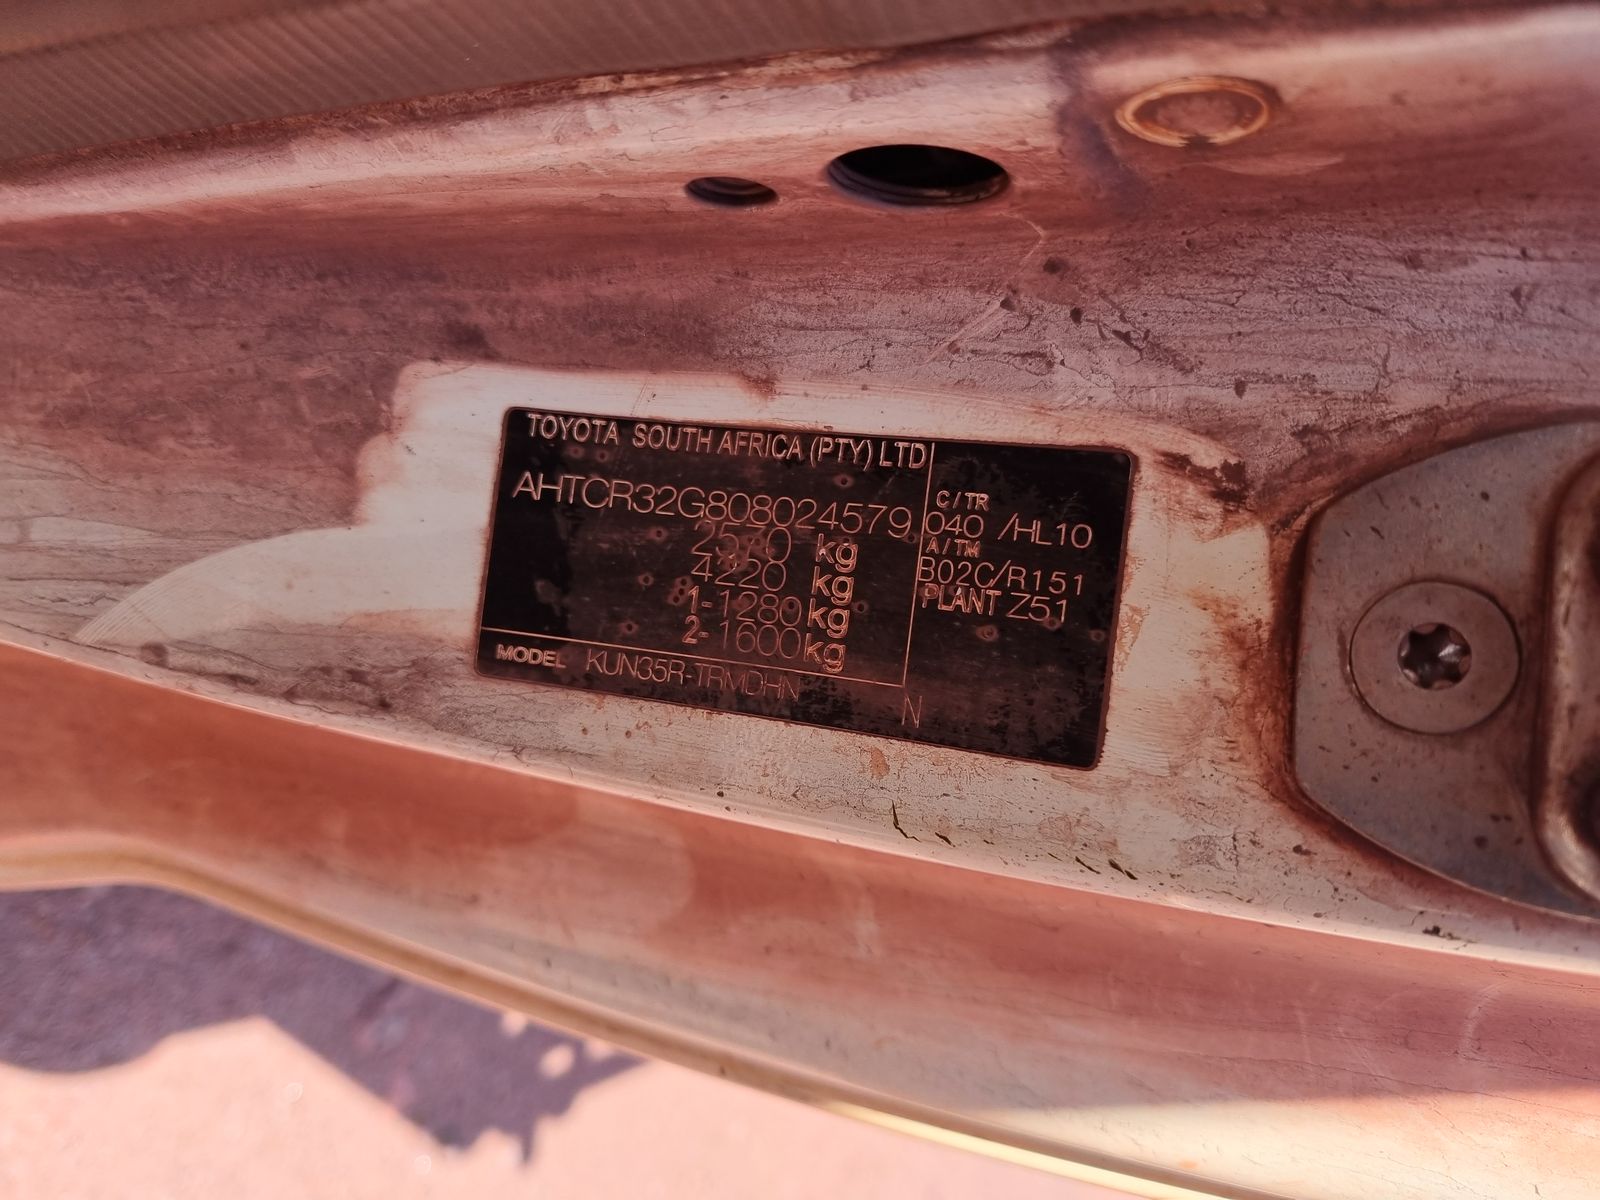 TOYOTA SOUTH AFRICA (PTY) LTD
AHTCR32G808024579
kg
4220 kg
1-1280 kg
2-1600 kg
MODEL KUN35R-TRMDHN
C/TR
040 /HL10
A/TM
B02C/R151
PLANT Z51
N